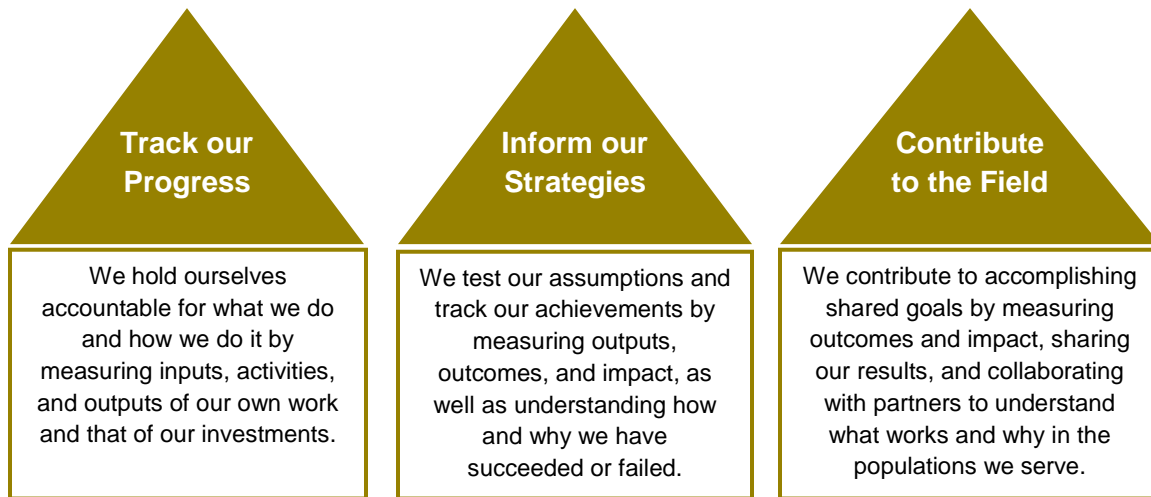 Track our
Progress
We hold ourselves
accountable for what we do
and how we do it by
measuring inputs, activities,
and outputs of our own work
and that of our investments.
Inform our
Strategies
We test our assumptions and
track our achievements by
measuring outputs,
outcomes, and impact, as
well as understanding how
and why we have
succeeded or failed.
Contribute
to the Field
We contribute to accomplishing
shared goals by measuring
outcomes and impact, sharing
our results, and collaborating
with partners to understand
what works and why in the
populations we serve.